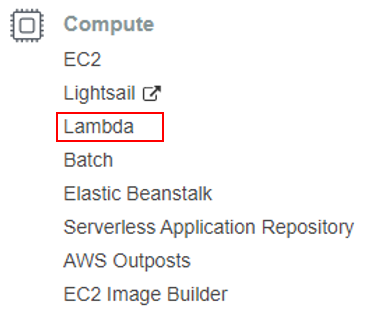 Compute
EC2
Lightsail
Lambda
Batch
Elastic Beanstalk
Serverless Application Repository
AWS Outposts
EC2 Image Builder